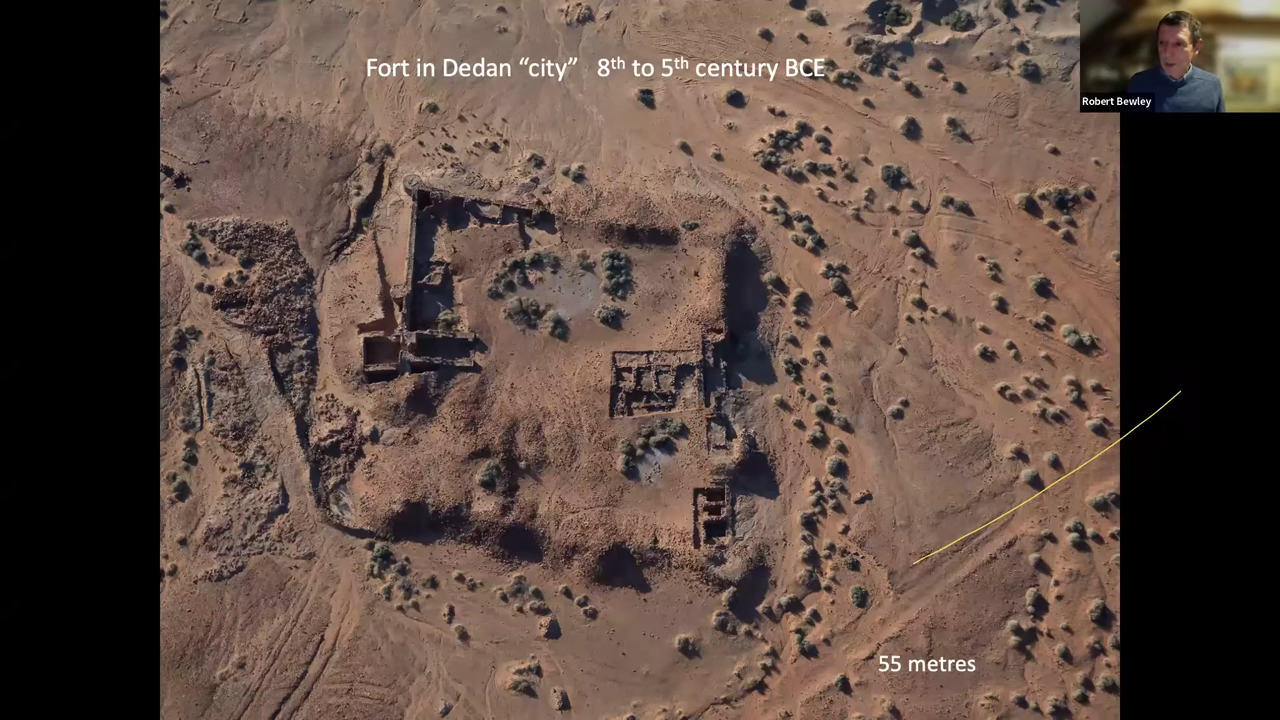 Fort in Dedan “city” 8th to 5th century BCE
Robert Bewley
55 metres